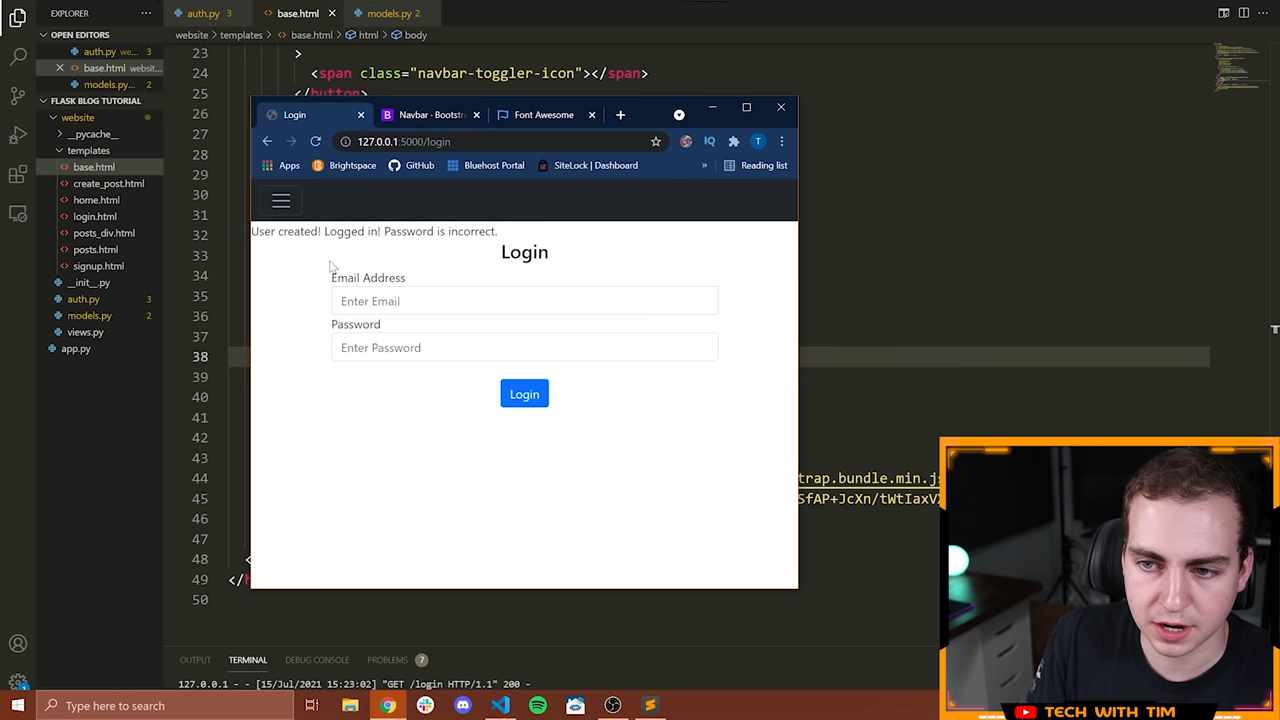 EXPLORER
auth.py 3
base.html
models.py 2
OPEN EDITORS
auth.py we... 3
base.html websit...
models.py... 2
FLASK BLOG TUTORIAL
website
__pycache__
templates
base.html
create_post.html
home.html
login.html
posts_div.html
posts.html
signup.html
__init__.py
auth.py 3
models.py 2
views.py
app.py
website > templates > base.html > html > body
23 >
24 <span class="navbar-toggler-icon"></span>
25 </button>
26
27
28
29
30
31
32
33
34
35
36
37
38
39
40
41
42
43
44 trap.bundle.min.j
45 SfAP+JcXn/tWtIaxV
46
47
48 <
49 </h
50
Login
Navbar · Bootstra
Font Awesome
127.0.0.1:5000/login
IQ
T
Apps
Brightspace
GitHub
Bluehost Portal
SiteLock | Dashboard
»
Reading list
User created! Logged in! Password is incorrect.
Login
Email Address
Enter Email
Password
Enter Password
Login
OUTPUT
TERMINAL
DEBUG CONSOLE
PROBLEMS 7
127.0.0.1 - - [15/Jul/2021 15:23:02] "GET /login HTTP/1.1" 200 -
Type here to search
TECH WITH TIM